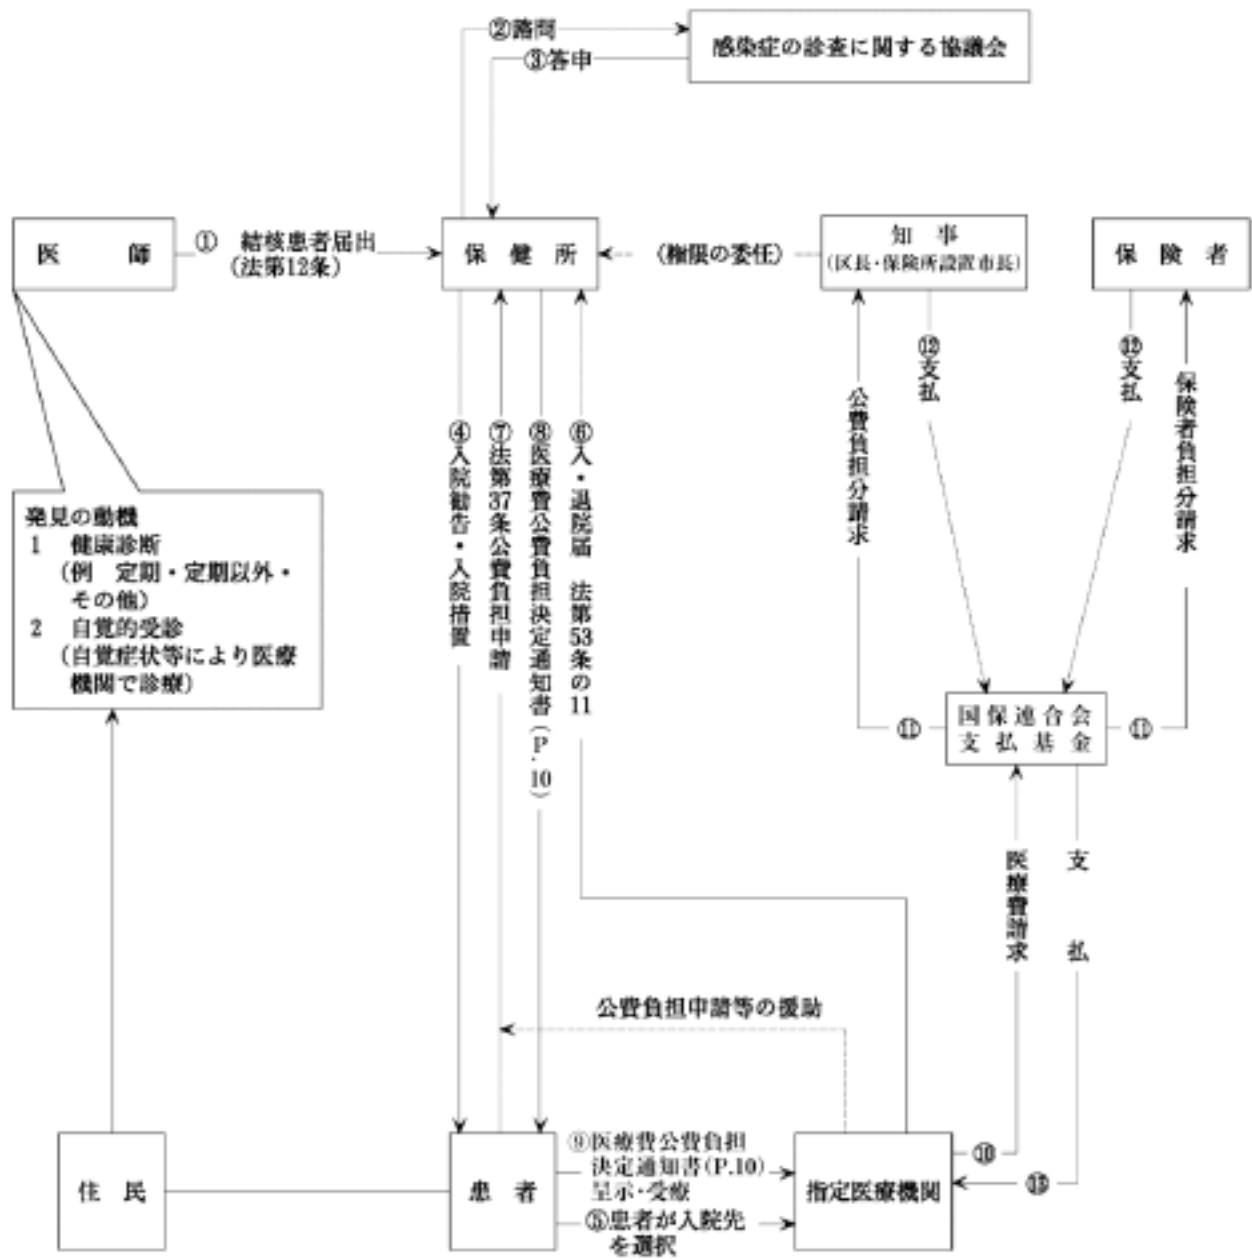 ②諮問
感染症の診査に関する協議会
③答申
医師
① 結核患者届出
(法第12条)
保健所
(権限の委任)
知事
(区長・保険所設置市長)
保険者
⑫支払
⑫支払
公費負担分請求
保険者負担分請求
④入院勧告・入院措置
⑦法第37条公費負担申請
⑧医療費公費負担決定通知書(P.10)
⑥入・退院届 法第53条の11
発見の動機
1 健康診断
(例 定期・定期以外・
その他)
2 自覚的受診
(自覚症状等により医療
機関で診療)
⑪
国保連合会
支払基金
⑪
医療費請求
支払
公費負担申請等の援助
住民
患者
⑨医療費公費負担
決定通知書(P.10)
呈示・受療
⑤患者が入院先
を選択
指定医療機関
⑩
⑬